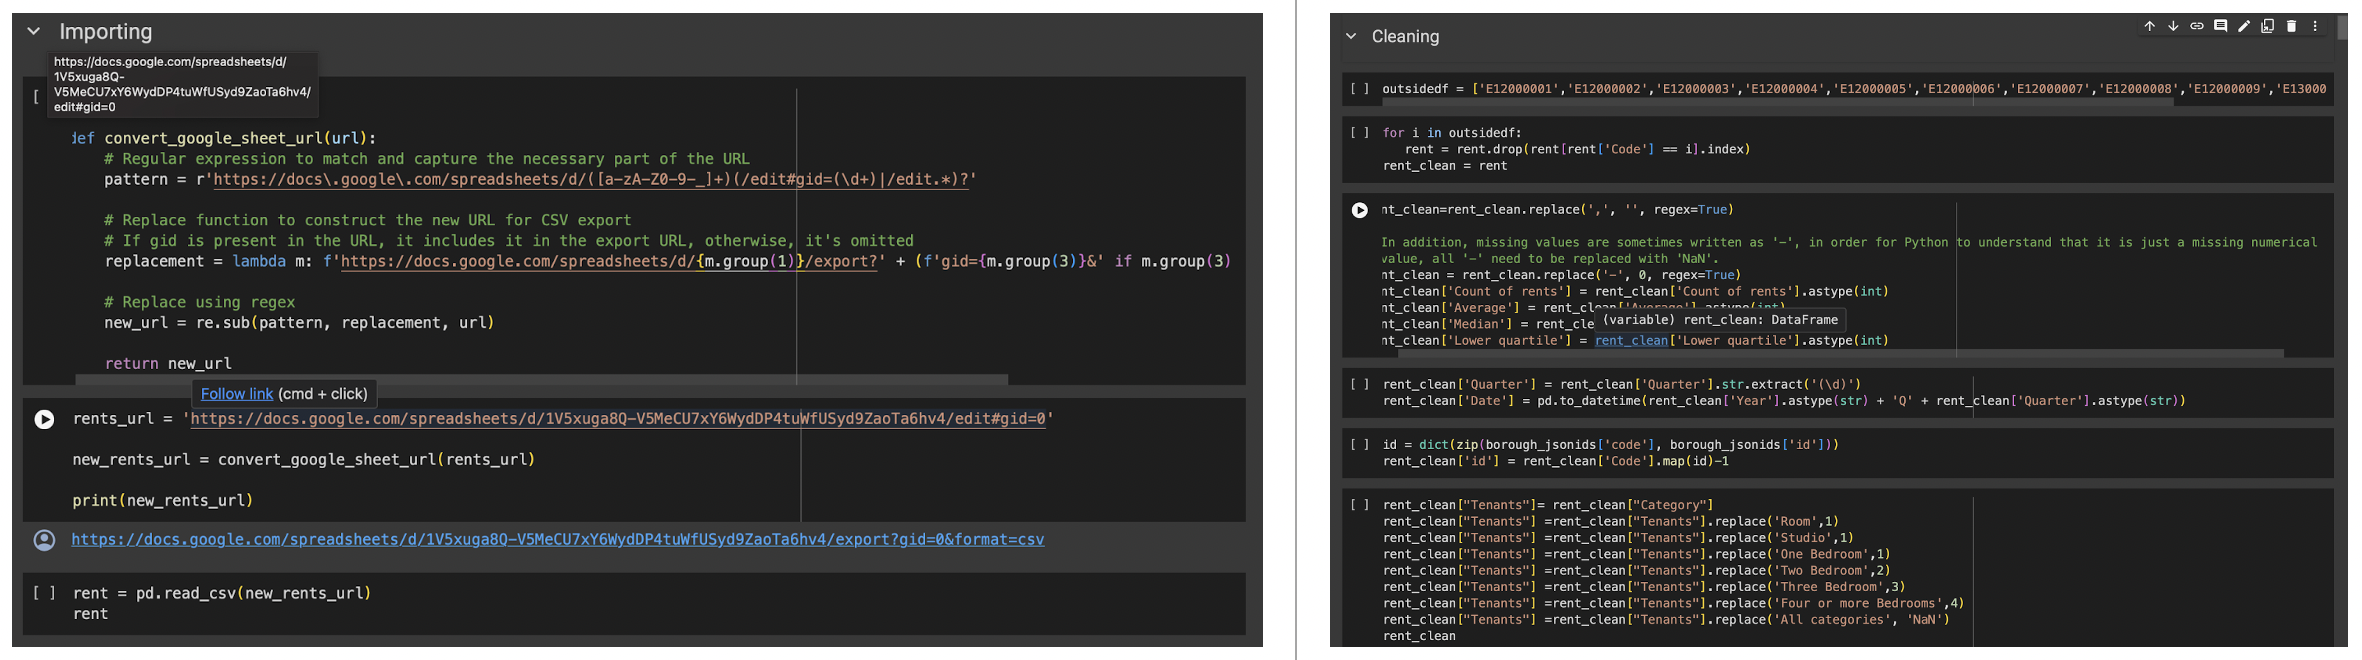 Importing
https://docs.google.com/spreadsheets/d/
1V5xuga8Q-
V5MeCU7xY6WydDP4tuWfUSyd9ZaoTa6hv4/
edit#gid=0
[
def convert_google_sheet_url(url):
# Regular expression to match and capture the necessary part of the URL
pattern = r'https://docs\.google\.com/spreadsheets/d/([a-zA-Z0-9-_]+)(/edit#gid=(\d+)|/edit.*)?'
# Replace function to construct the new URL for CSV export
# If gid is present in the URL, it includes it in the export URL, otherwise, it's omitted
replacement = lambda m: f'https://docs.google.com/spreadsheets/d/{m.group(1)}/export?' + (f'gid={m.group(3)}&' if m.group(3)
# Replace using regex
new_url = re.sub(pattern, replacement, url)
return new_url
Follow link (cmd + click)
rents_url = 'https://docs.google.com/spreadsheets/d/1V5xuga8Q-V5MeCU7xY6WydDP4tuWfUSyd9ZaoTa6hv4/edit#gid=0'
new_rents_url = convert_google_sheet_url(rents_url)
print(new_rents_url)
https://docs.google.com/spreadsheets/d/1V5xuga8Q-V5MeCU7xY6WydDP4tuWfUSyd9ZaoTa6hv4/export?gid=0&format=csv
[ ] rent = pd.read_csv(new_rents_url)
rent
Cleaning
[ ] outsidedf = ['E12000001','E12000002','E12000003','E12000004','E12000005','E12000006','E12000007','E12000008','E12000009','E13000
[ ] for i in outsidedf:
rent = rent.drop(rent[rent['Code'] == i].index)
rent_clean = rent
nt_clean=rent_clean.replace(',', '', regex=True)
In addition, missing values are sometimes written as '-', in order for Python to understand that it is just a missing numerical
value, all '-' need to be replaced with 'NaN'.
nt_clean = rent_clean.replace('-', 0, regex=True)
nt_clean['Count of rents'] = rent_clean['Count of rents'].astype(int)
nt_clean['Average'] = rent_clean['Average'].astype(int)
nt_clean['Median'] = rent_cle
(variable) rent_clean: DataFrame
nt_clean['Lower quartile'] = rent_clean['Lower quartile'].astype(int)
[ ] rent_clean['Quarter'] = rent_clean['Quarter'].str.extract('(\d)')
rent_clean['Date'] = pd.to_datetime(rent_clean['Year'].astype(str) + 'Q' + rent_clean['Quarter'].astype(str))
[ ] id = dict(zip(borough_jsonids['code'], borough_jsonids['id']))
rent_clean['id'] = rent_clean['Code'].map(id)-1
[ ] rent_clean["Tenants"]= rent_clean["Category"]
rent_clean["Tenants"] =rent_clean["Tenants"].replace('Room',1)
rent_clean["Tenants"] =rent_clean["Tenants"].replace('Studio',1)
rent_clean["Tenants"] =rent_clean["Tenants"].replace('One Bedroom',1)
rent_clean["Tenants"] =rent_clean["Tenants"].replace('Two Bedroom',2)
rent_clean["Tenants"] =rent_clean["Tenants"].replace('Three Bedroom',3)
rent_clean["Tenants"] =rent_clean["Tenants"].replace('Four or more Bedrooms',4)
rent_clean["Tenants"] =rent_clean["Tenants"].replace('All categories', 'NaN')
rent_clean